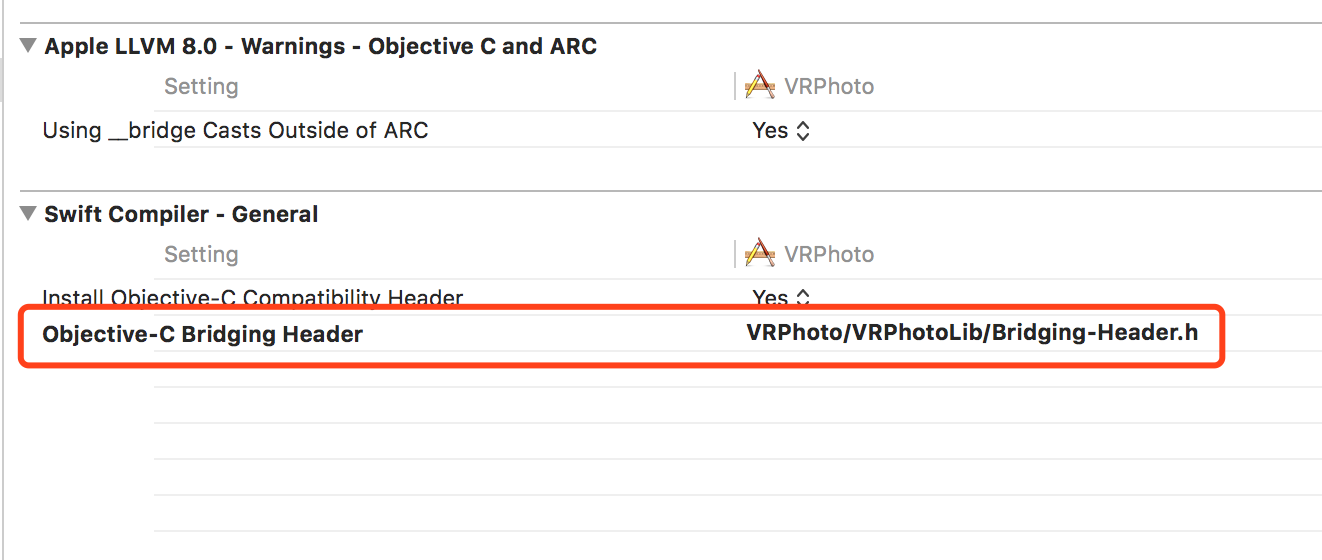 Apple LLVM 8.0 - Warnings - Objective C and ARC
Setting VRPhoto
Using __bridge Casts Outside of ARC Yes
Swift Compiler - General
Setting VRPhoto
Install Objective-C Compatibility Header Yes
Objective-C Bridging Header VRPhoto/VRPhotoLib/Bridging-Header.h